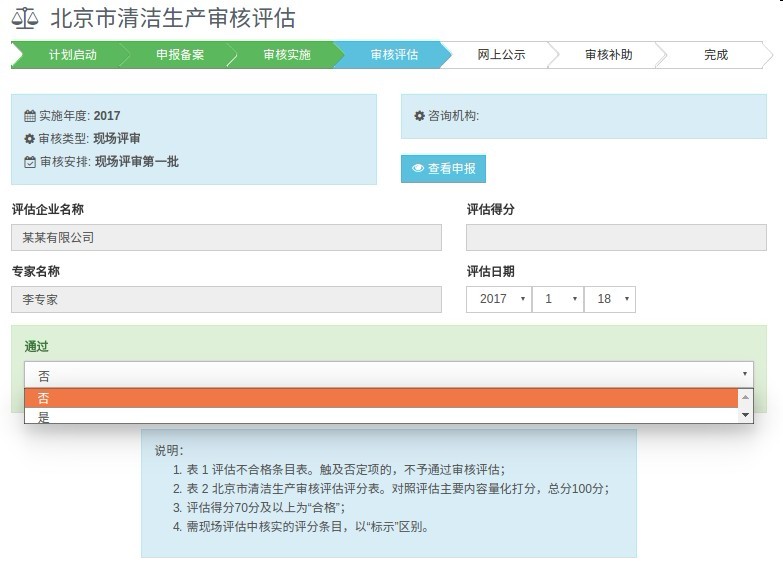 北京市清洁生产审核评估
计划启动 申报备案 审核实施 审核评估 网上公示 审核补助 完成
实施年度: 2017
审核类型: 现场评审
审核安排: 现场评审第一批
咨询机构:
查看申报
评估企业名称
某某有限公司
评估得分
专家名称
李专家
评估日期
2017 1 18
通过
否
否
是
说明：
1. 表 1 评估不合格条目表。触及否定项的，不予通过审核评估；
2. 表 2 北京市清洁生产审核评估评分表。对照评估主要内容量化打分，总分100分；
3. 评估得分70分及以上为“合格”；
4. 需现场评估中核实的评分条目，以“标示”区别。